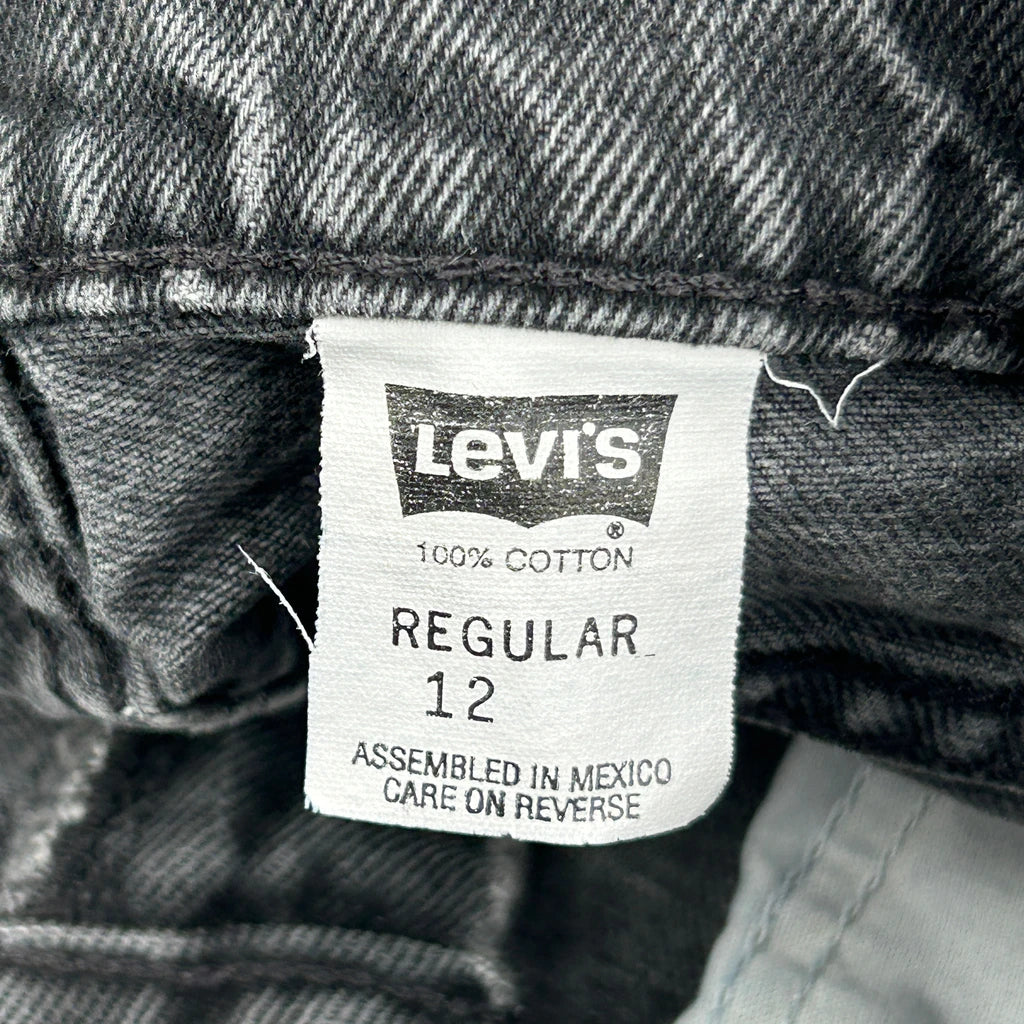 Levi's
®
100% COTTON
REGULAR
12
ASSEMBLED IN MEXICO
CARE ON REVERSE